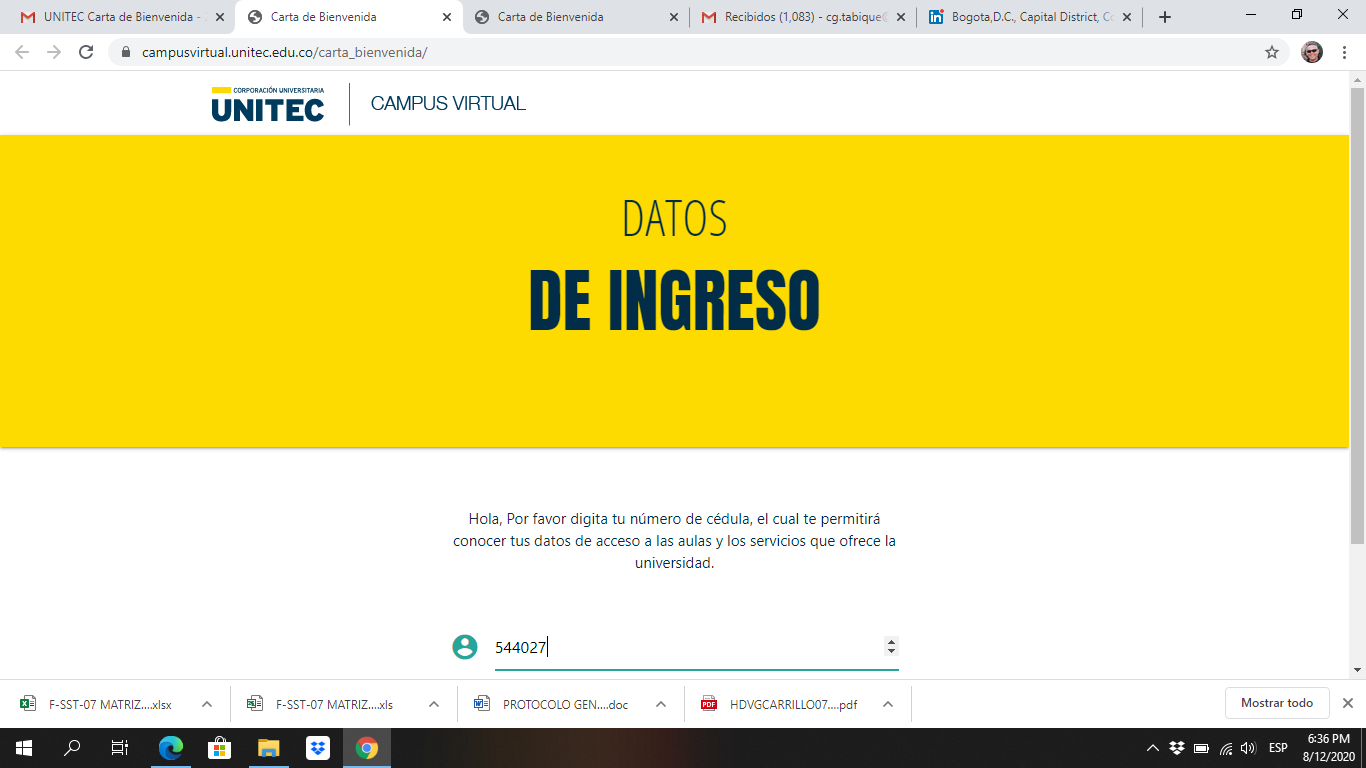 UNITEC Carta de Bienvenida -
Carta de Bienvenida
Carta de Bienvenida
Recibidos (1,083) - cg.tabique@
Bogota,D.C., Capital District, Co
campusvirtual.unitec.edu.co/carta_bienvenida/
CORPORACIÓN UNIVERSITARIA
UNITEC
CAMPUS VIRTUAL
DATOS
DE INGRESO
Hola, Por favor digita tu número de cédula, el cual te permitirá
conocer tus datos de acceso a las aulas y los servicios que ofrece la
universidad.
544027
F-SST-07 MATRIZ....xlsx
F-SST-07 MATRIZ....xls
PROTOCOLO GEN....doc
HDVGCARRILLO07....pdf
Mostrar todo
ESP
6:36 PM
8/12/2020